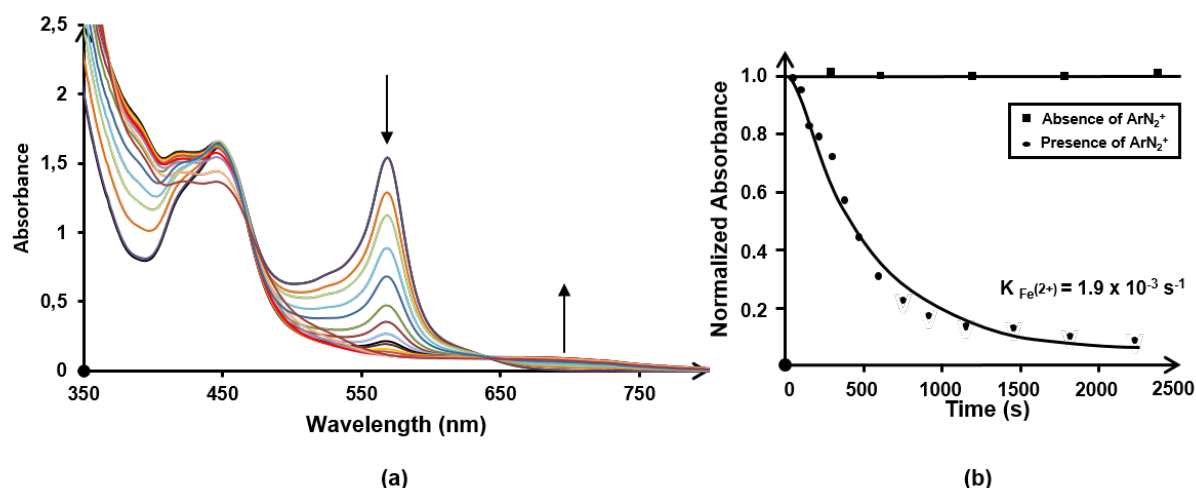 2,5
2
1,5
1
0,5
0
Absorbance
350
450
550
650
750
Wavelength (nm)
(a)
1.0
0.8
0.6
0.4
0.2
Normalized Absorbance
■ Absence of ArN₂⁺
● Presence of ArN₂⁺
K Fe(2+) = 1.9 x 10⁻³ s⁻¹
0
500
1000
1500
2000
2500
Time (s)
(b)